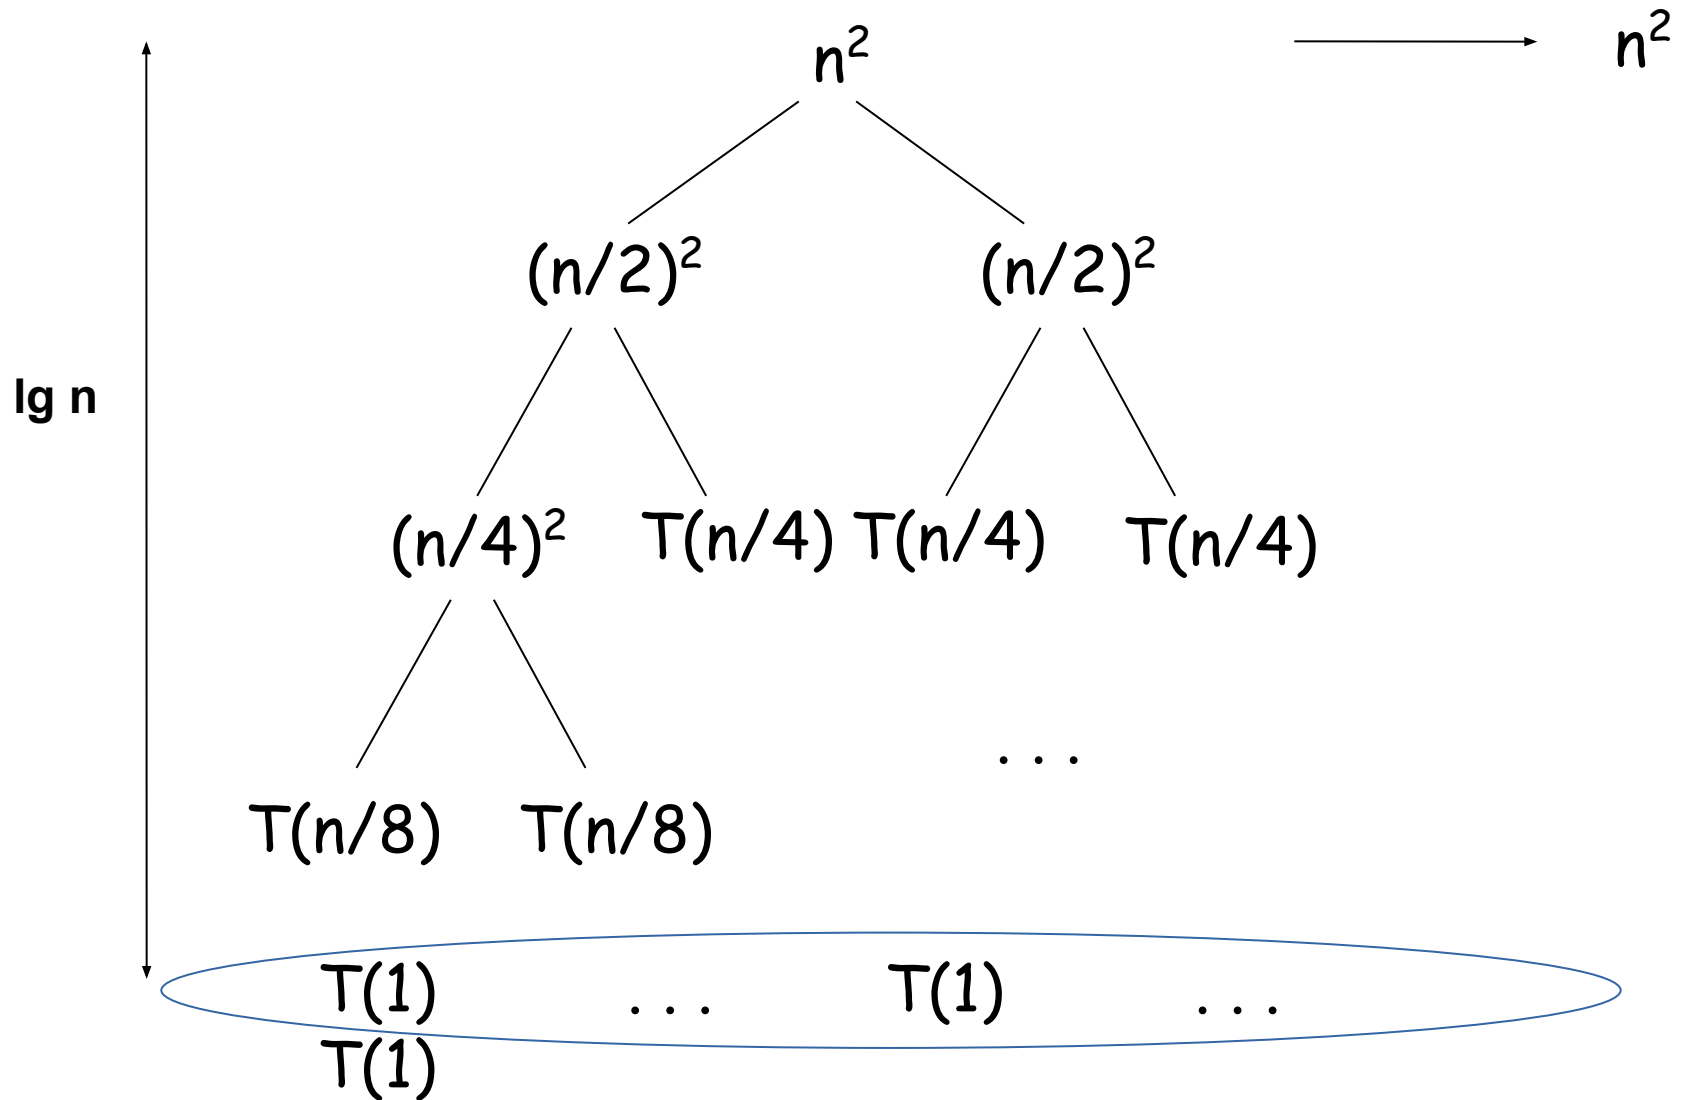 n² n²
(n/2)² (n/2)²
lg n
(n/4)² T(n/4) T(n/4) T(n/4)
. . .
T(n/8) T(n/8)
T(1) . . . T(1) . . .
T(1)